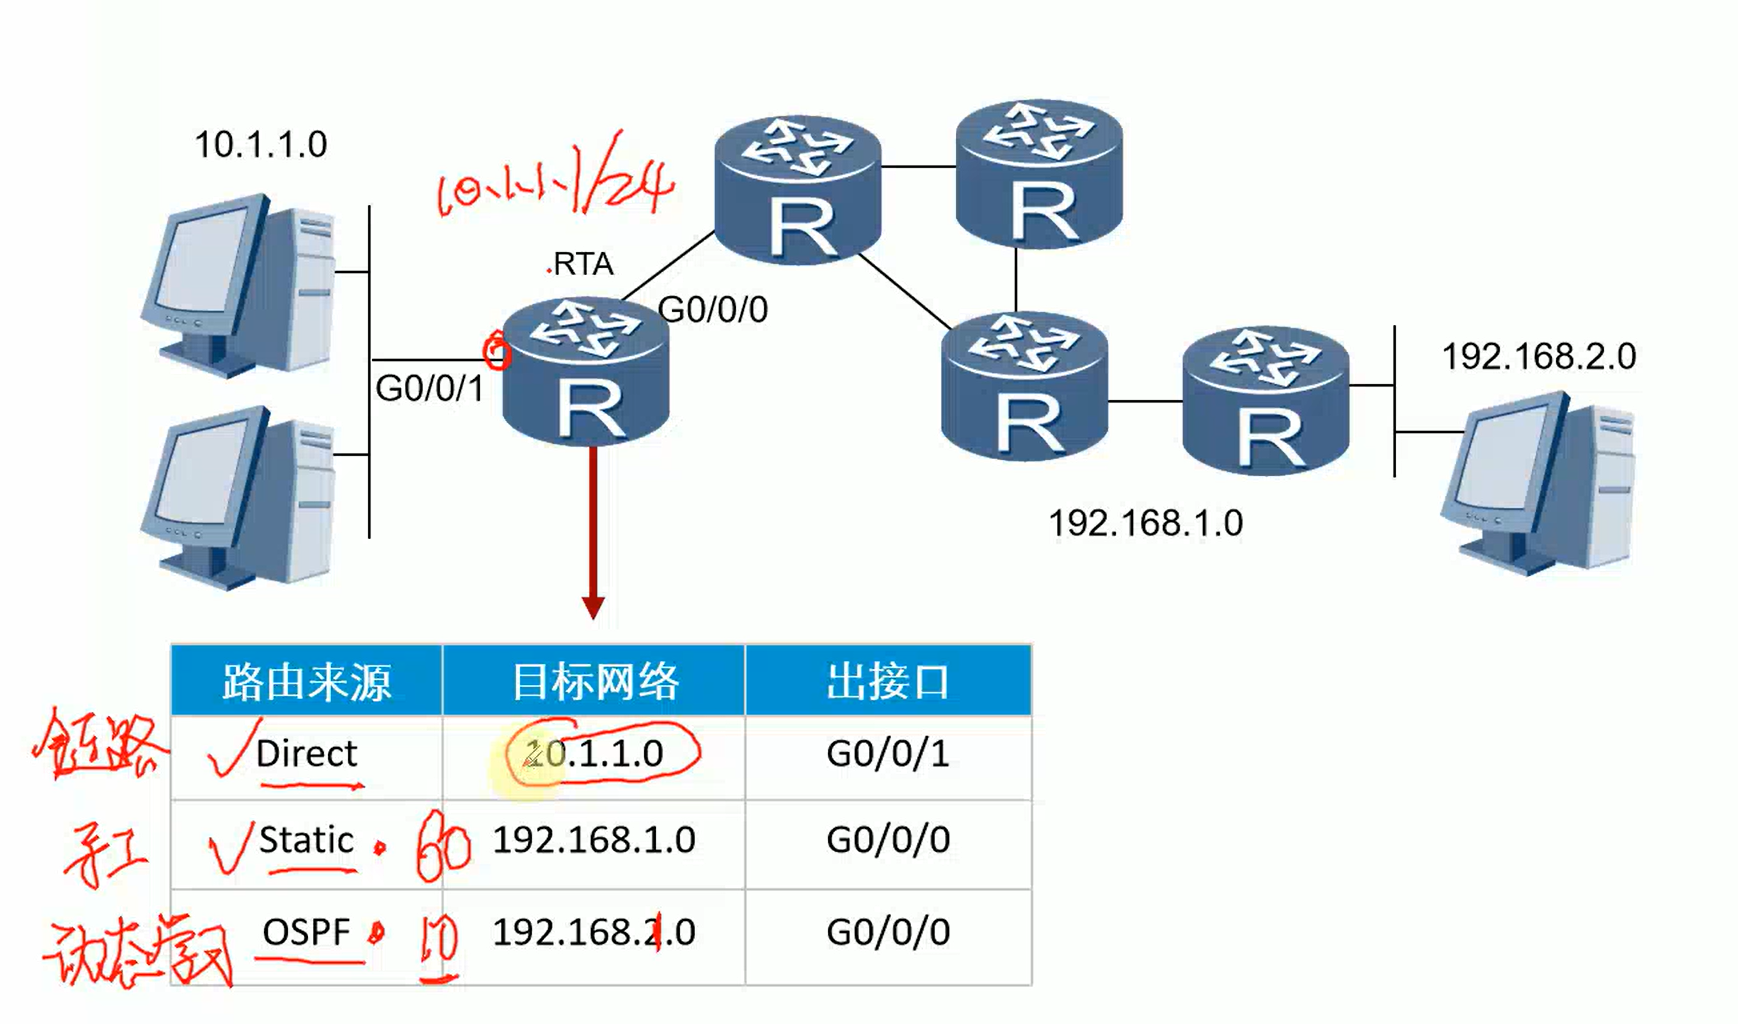 10.1.1.0
10.1.1.1/24
RTA
G0/0/0
G0/0/1
R
R
R
R
R
192.168.2.0
192.168.1.0
路由来源 目标网络 出接口
链路 Direct 10.1.1.0 G0/0/1
手工 Static 60 192.168.1.0 G0/0/0
动态学习 OSPF 10 192.168.2.0 G0/0/0